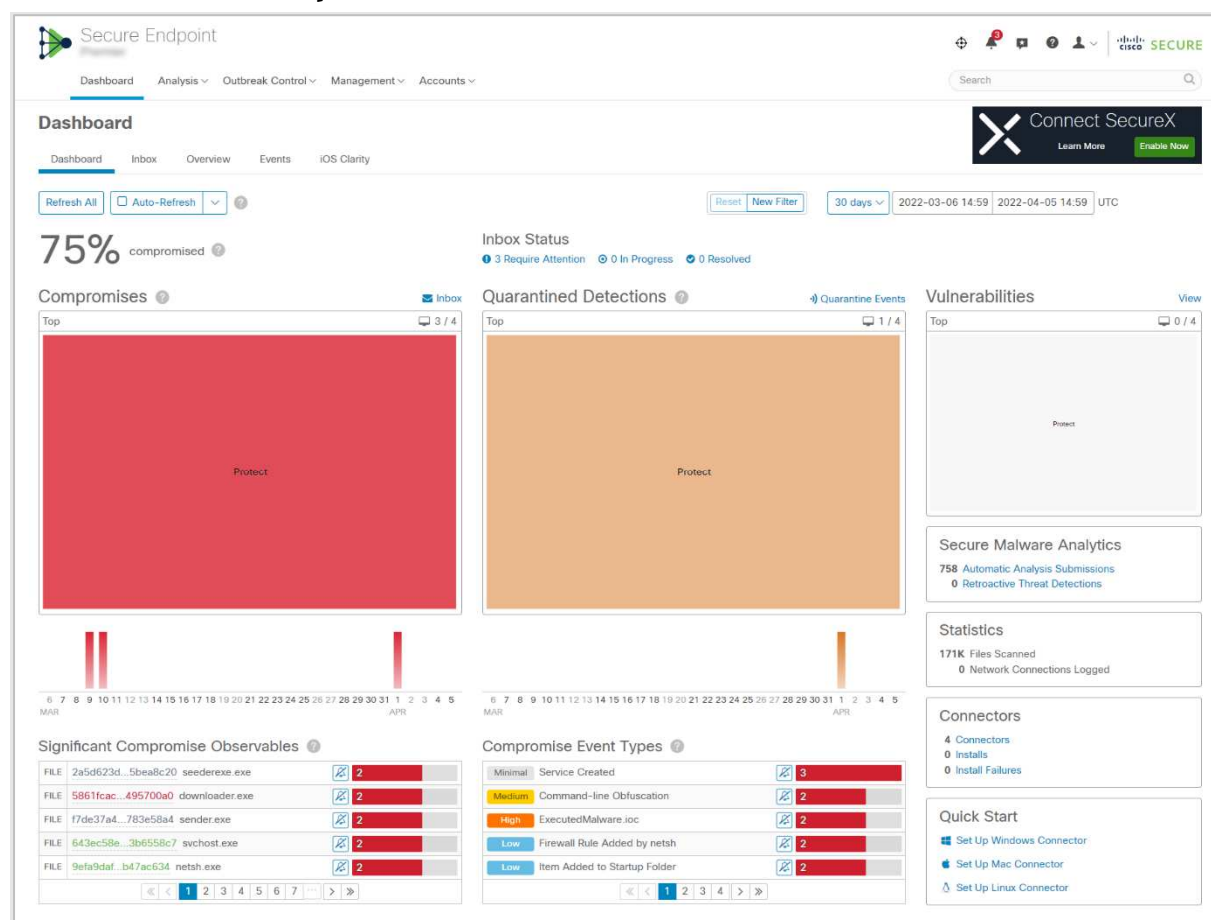 Secure Endpoint
3
cisco SECURE
Dashboard Analysis Outbreak Control Management Accounts
Search
Dashboard
Connect SecureX
Learn More Enable Now
Dashboard Inbox Overview Events iOS Clarity
Refresh All Auto-Refresh ?
Reset New Filter 30 days 2022-03-06 14:59 2022-04-05 14:59 UTC
75% compromised ?
Inbox Status
3 Require Attention 0 In Progress 0 Resolved
Compromises ? Inbox
Top 3 / 4
Protect
6 7 8 9 10 11 12 13 14 15 16 17 18 19 20 21 22 23 24 25 26 27 28 29 30 31 1 2 3 4 5
MAR APR
Quarantined Detections ? Quarantine Events
Top 1 / 4
Protect
6 7 8 9 10 11 12 13 14 15 16 17 18 19 20 21 22 23 24 25 26 27 28 29 30 31 1 2 3 4 5
MAR APR
Vulnerabilities View
Top 0 / 4
Protect
Secure Malware Analytics
758 Automatic Analysis Submissions
0 Retroactive Threat Detections
Statistics
171K Files Scanned
0 Network Connections Logged
Connectors
4 Connectors
0 Installs
0 Install Failures
Quick Start
Set Up Windows Connector
Set Up Mac Connector
Set Up Linux Connector
Significant Compromise Observables ?
FILE 2a5d623d...5bea8c20 seederexe.exe 2
FILE 5861fcac...495700a0 downloader.exe 2
FILE f7de37a4...783e58a4 sender.exe 2
FILE 643ec58e...3b6558c7 svchost.exe 2
FILE 9efa9daf...b47ac634 netsh.exe 2
« < 1 2 3 4 5 6 7 ... > »
Compromise Event Types ?
Minimal Service Created 3
Medium Command-line Obfuscation 2
High ExecutedMalware.ioc 2
Low Firewall Rule Added by netsh 2
Low Item Added to Startup Folder 2
« < 1 2 3 4 > »